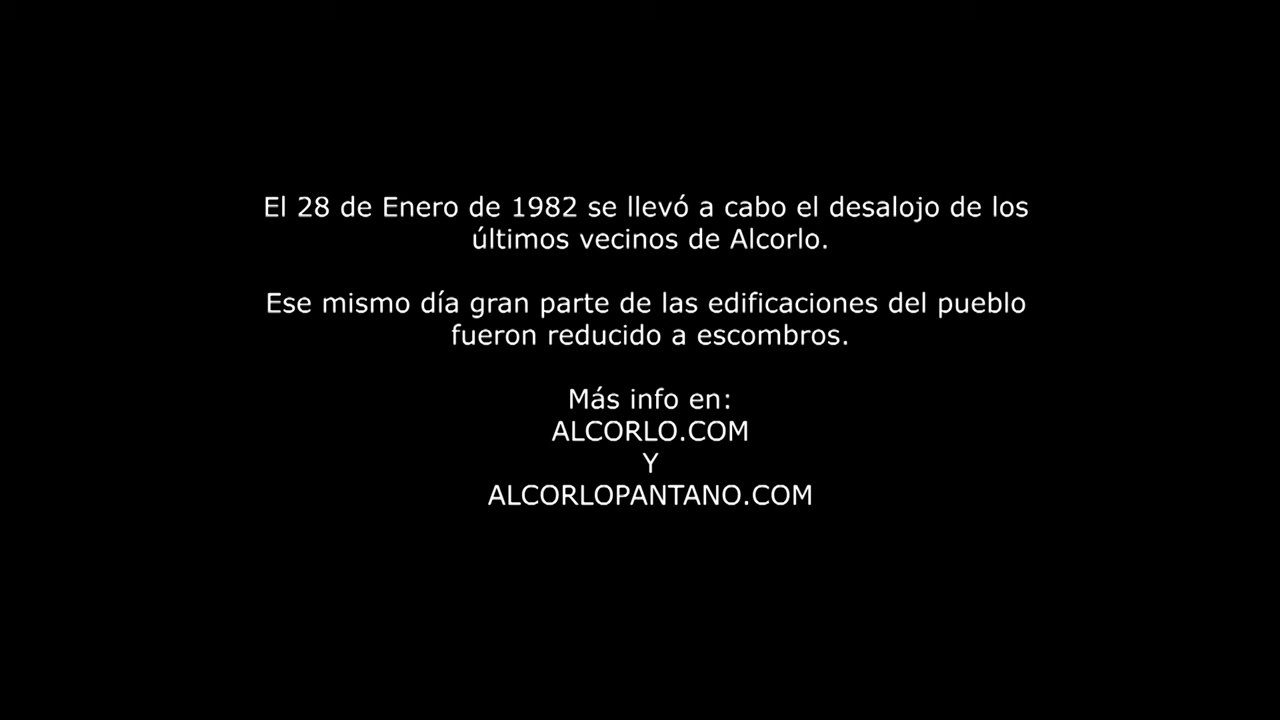 El 28 de Enero de 1982 se llevó a cabo el desalojo de los
últimos vecinos de Alcorlo.
Ese mismo día gran parte de las edificaciones del pueblo
fueron reducido a escombros.
Más info en:
ALCORLO.COM
Y
ALCORLOPANTANO.COM